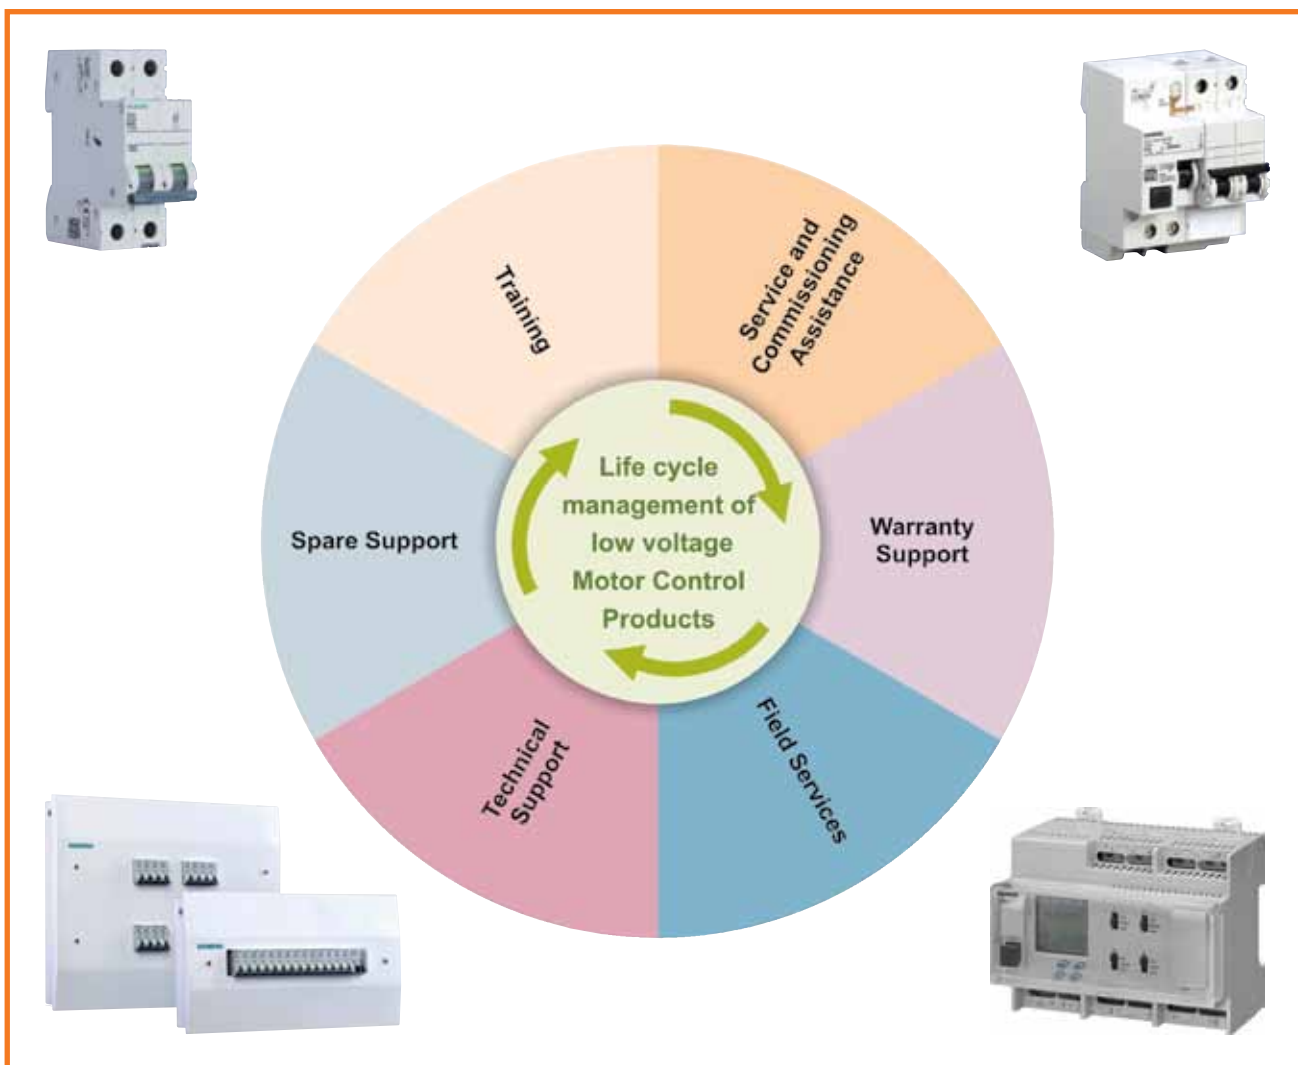 Training
Service and
Commissioning
Assistance
Spare Support
Life cycle
management of
low voltage
Motor Control
Products
Warranty
Support
Technical
Support
Field Services
SIEMENS